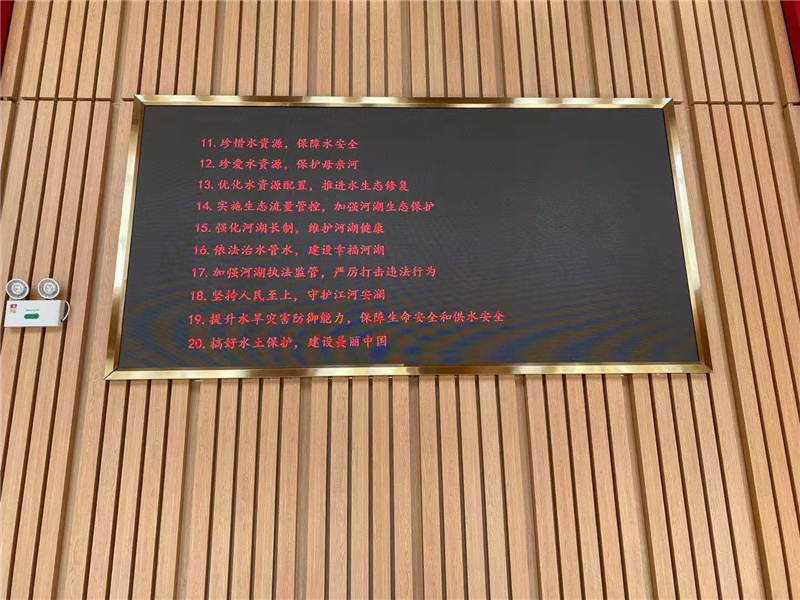 11. 珍惜水资源，保障水安全
12. 珍爱水资源，保护母亲河
13. 优化水资源配置，推进水生态修复
14. 实施生态流量管控，加强河湖生态保护
15. 强化河湖长制，维护河湖健康
16. 依法治水管水，建设幸福河湖
17. 加强河湖执法监管，严厉打击违法行为
18. 坚持人民至上，守护江河安澜
19. 提升水旱灾害防御能力，保障生命安全和供水安全
20. 搞好水土保护，建设美丽中国